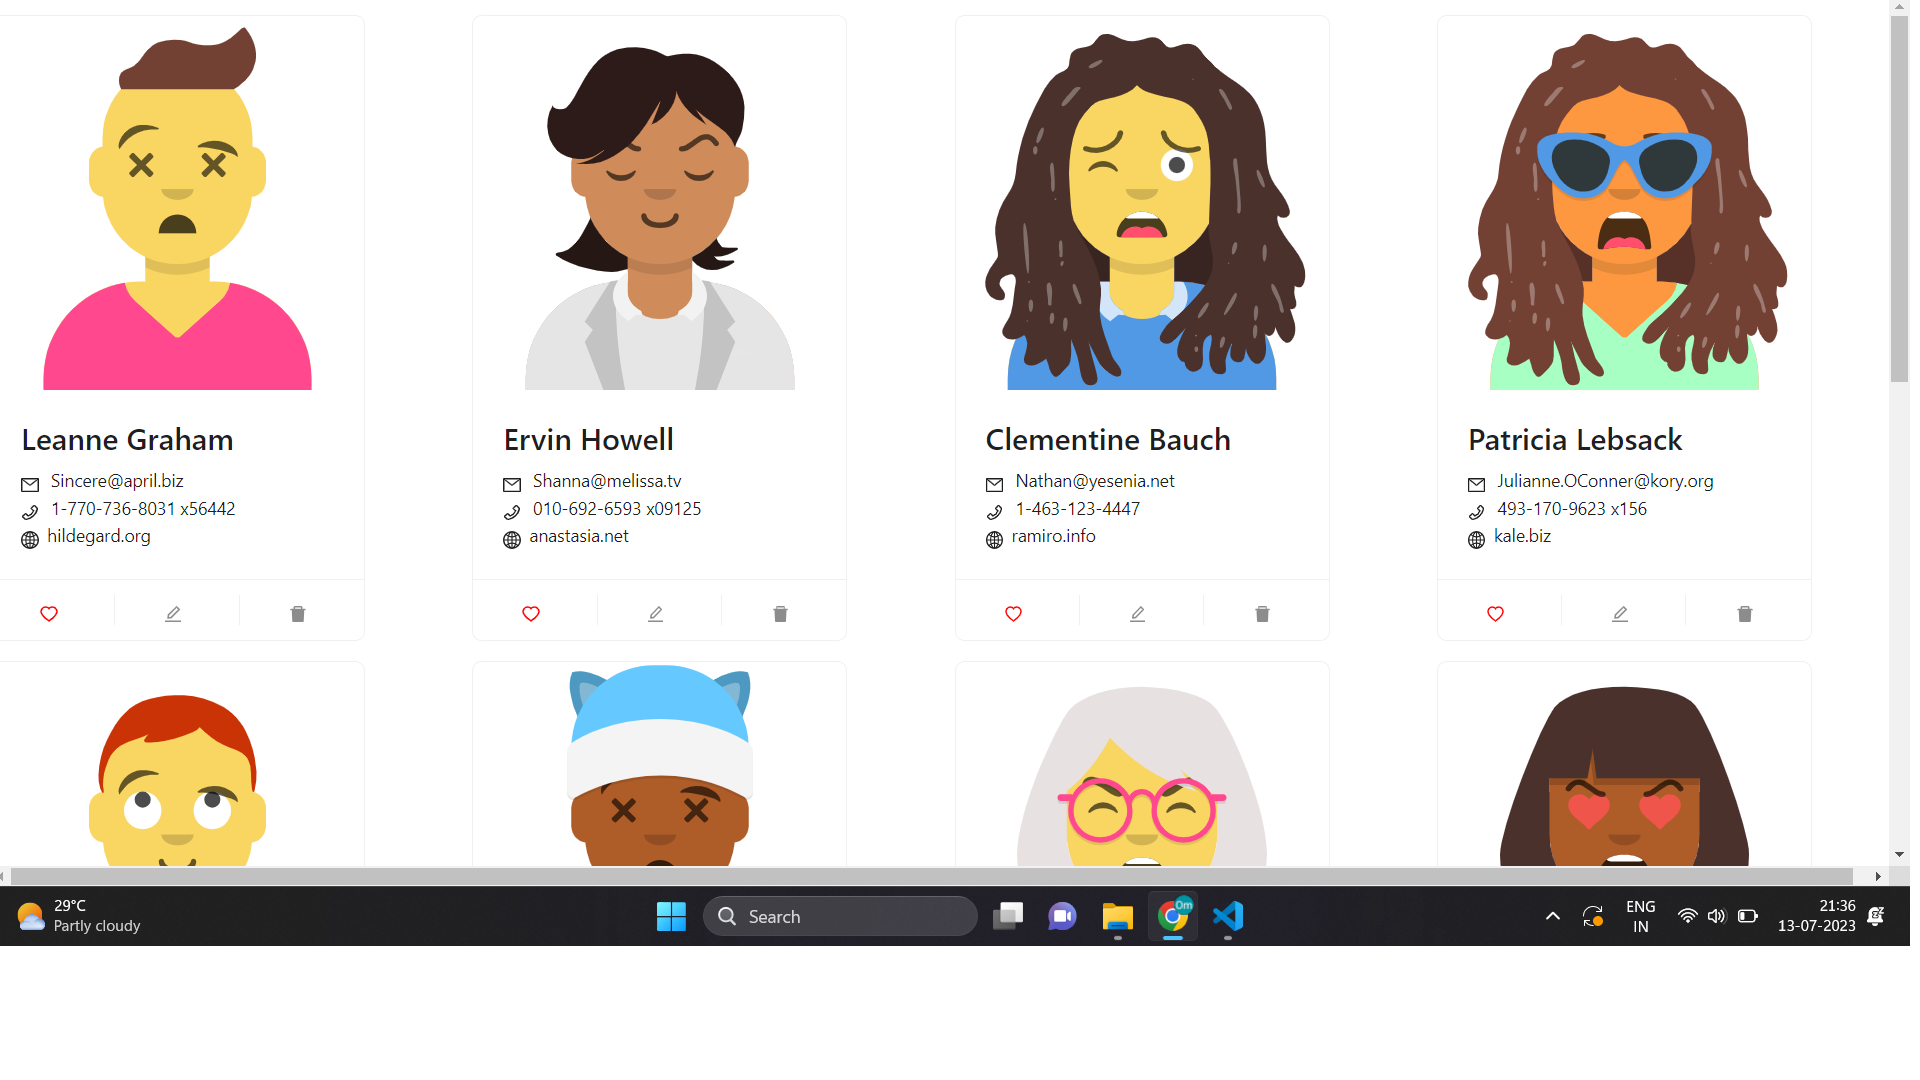 Leanne Graham
Sincere@april.biz
1-770-736-8031 x56442
hildegard.org
Ervin Howell
Shanna@melissa.tv
010-692-6593 x09125
anastasia.net
Clementine Bauch
Nathan@yesenia.net
1-463-123-4447
ramiro.info
Patricia Lebsack
Julianne.OConner@kory.org
493-170-9623 x156
kale.biz
29°C
Partly cloudy
Search
0m
ENG
IN
21:36
13-07-2023